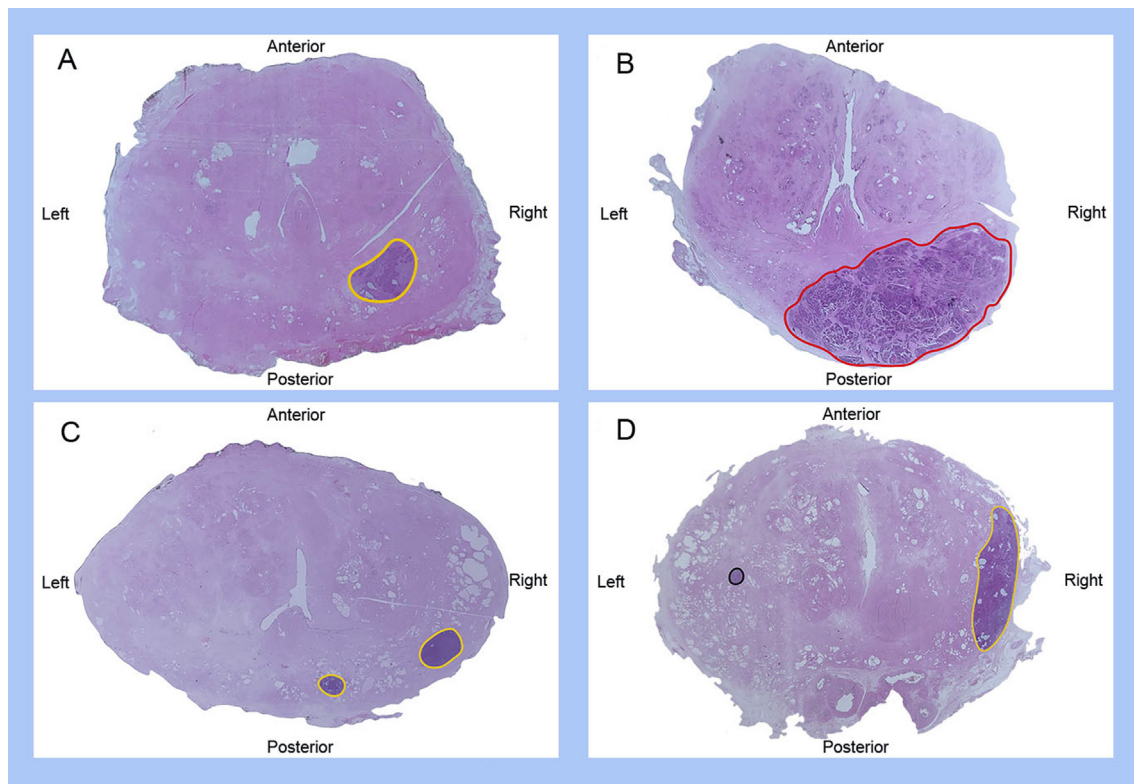 A
Anterior
Left
Right
Posterior
B
Anterior
Left
Right
Posterior
C
Anterior
Left
Right
Posterior
D
Anterior
Left
Right
Posterior